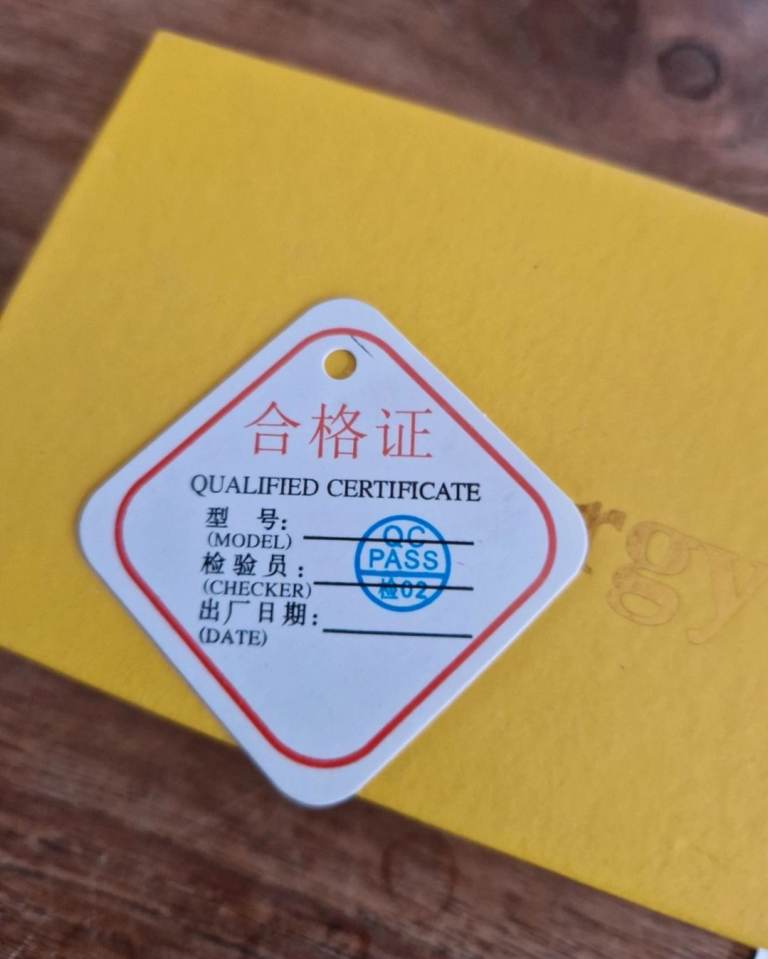 合格证
QUALIFIED CERTIFICATE
型 号:
(MODEL)
QC
PASS
检02
检验员:
(CHECKER)
出厂日期:
(DATE)
rgy